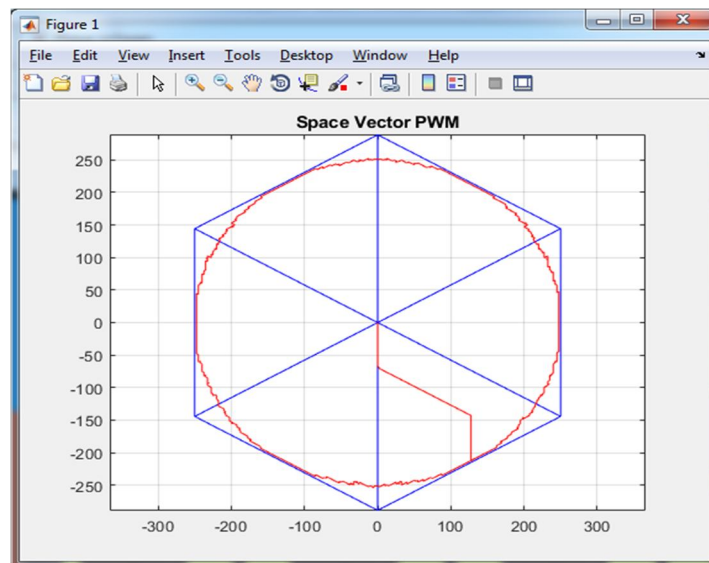 Figure 1
File Edit View Insert Tools Desktop Window Help
Space Vector PWM
250
200
150
100
50
0
-50
-100
-150
-200
-250
-300 -200 -100 0 100 200 300